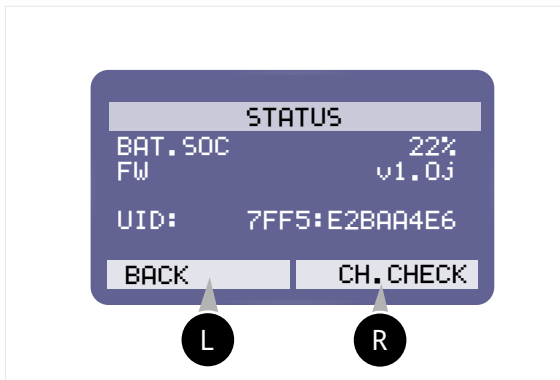 STATUS
BAT.SOC 22%
FW v1.0j
UID: 7FF5:E2BAA4E6
BACK CH.CHECK
L R